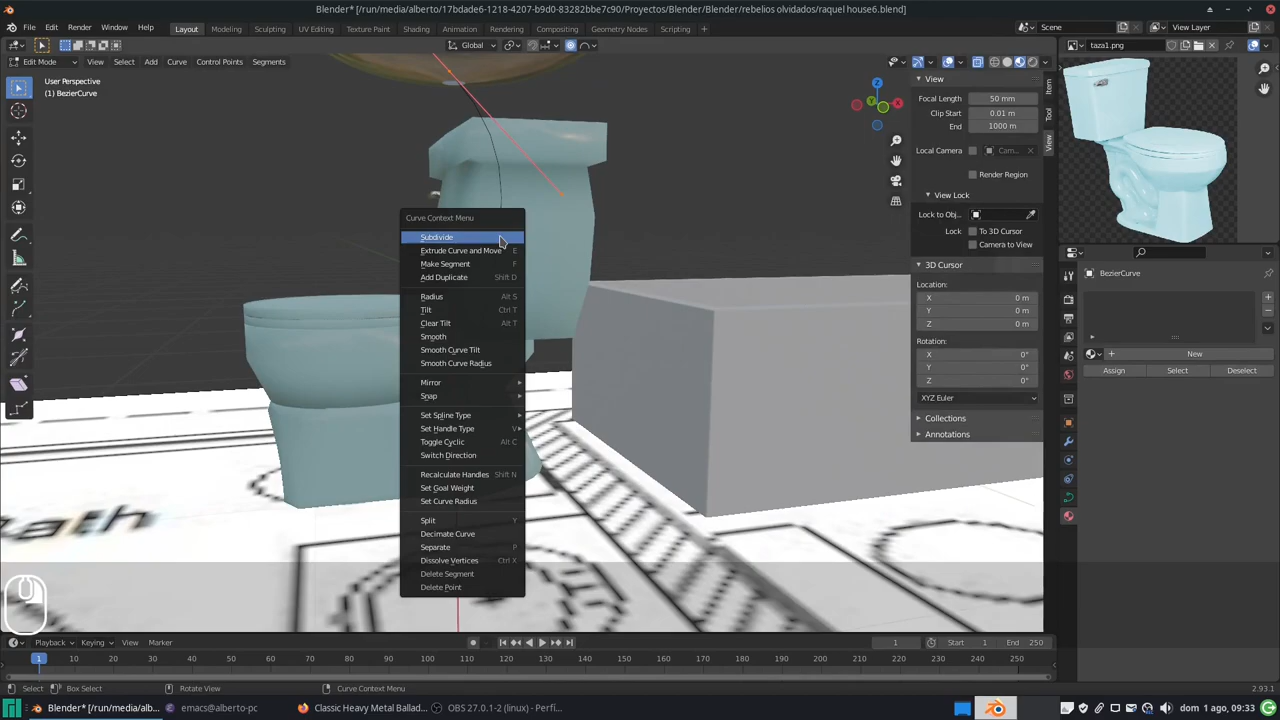 Blender* [/run/media/alberto/17bdade6-1218-4207-b9d0-83282bbe7c90/Proyectos/Blender/Blender/rebelios olvidados/raquel house6.blend]
File Edit Render Window Help Layout Modeling Sculpting UV Editing Texture Paint Shading Animation Rendering Compositing Geometry Nodes Scripting + Scene View Layer
Global taza1.png
Edit Mode View Select Add Curve Control Points Segments
User Perspective
(1) BezierCurve
X
Y
Z
View
Focal Length 50 mm
Clip Start 0.01 m
End 1000 m
Local Camera Cam...
Render Region
View Lock
Lock to Obj...
Lock: To 3D Cursor
Camera to View
3D Cursor
Location:
X 0 m
Y 0 m
Z 0 m
Rotation:
X 0°
Y 0°
Z 0°
XYZ Euler
Collections
Annotations
Item
Tool
View
BezierCurve
New
Assign Select Deselect
Curve Context Menu
Subdivide
Extrude Curve and Move E
Make Segment F
Add Duplicate Shift D
Radius Alt S
Tilt Ctrl T
Clear Tilt Alt T
Smooth
Smooth Curve Tilt
Smooth Curve Radius
Mirror
Snap
Set Spline Type
Set Handle Type V
Toggle Cyclic Alt C
Switch Direction
Recalculate Handles Shift N
Set Goal Weight
Set Curve Radius
Split Y
Decimate Curve
Separate P
Dissolve Vertices Ctrl X
Delete Segment
Delete Point
ath
Playback Keying View Marker 1 Start 1 End 250
1 10 20 30 40 50 60 70 80 90 100 110 120 130 140 150 160 170 180 190 200 210 220 230 240 250
Select Box Select Rotate View Curve Context Menu 2.93.1
Blender* [/run/media/alb... emacs@alberto-pc Classic Heavy Metal Ballad... OBS 27.0.1-2 (linux) - Perfi... dom 1 ago, 09:33